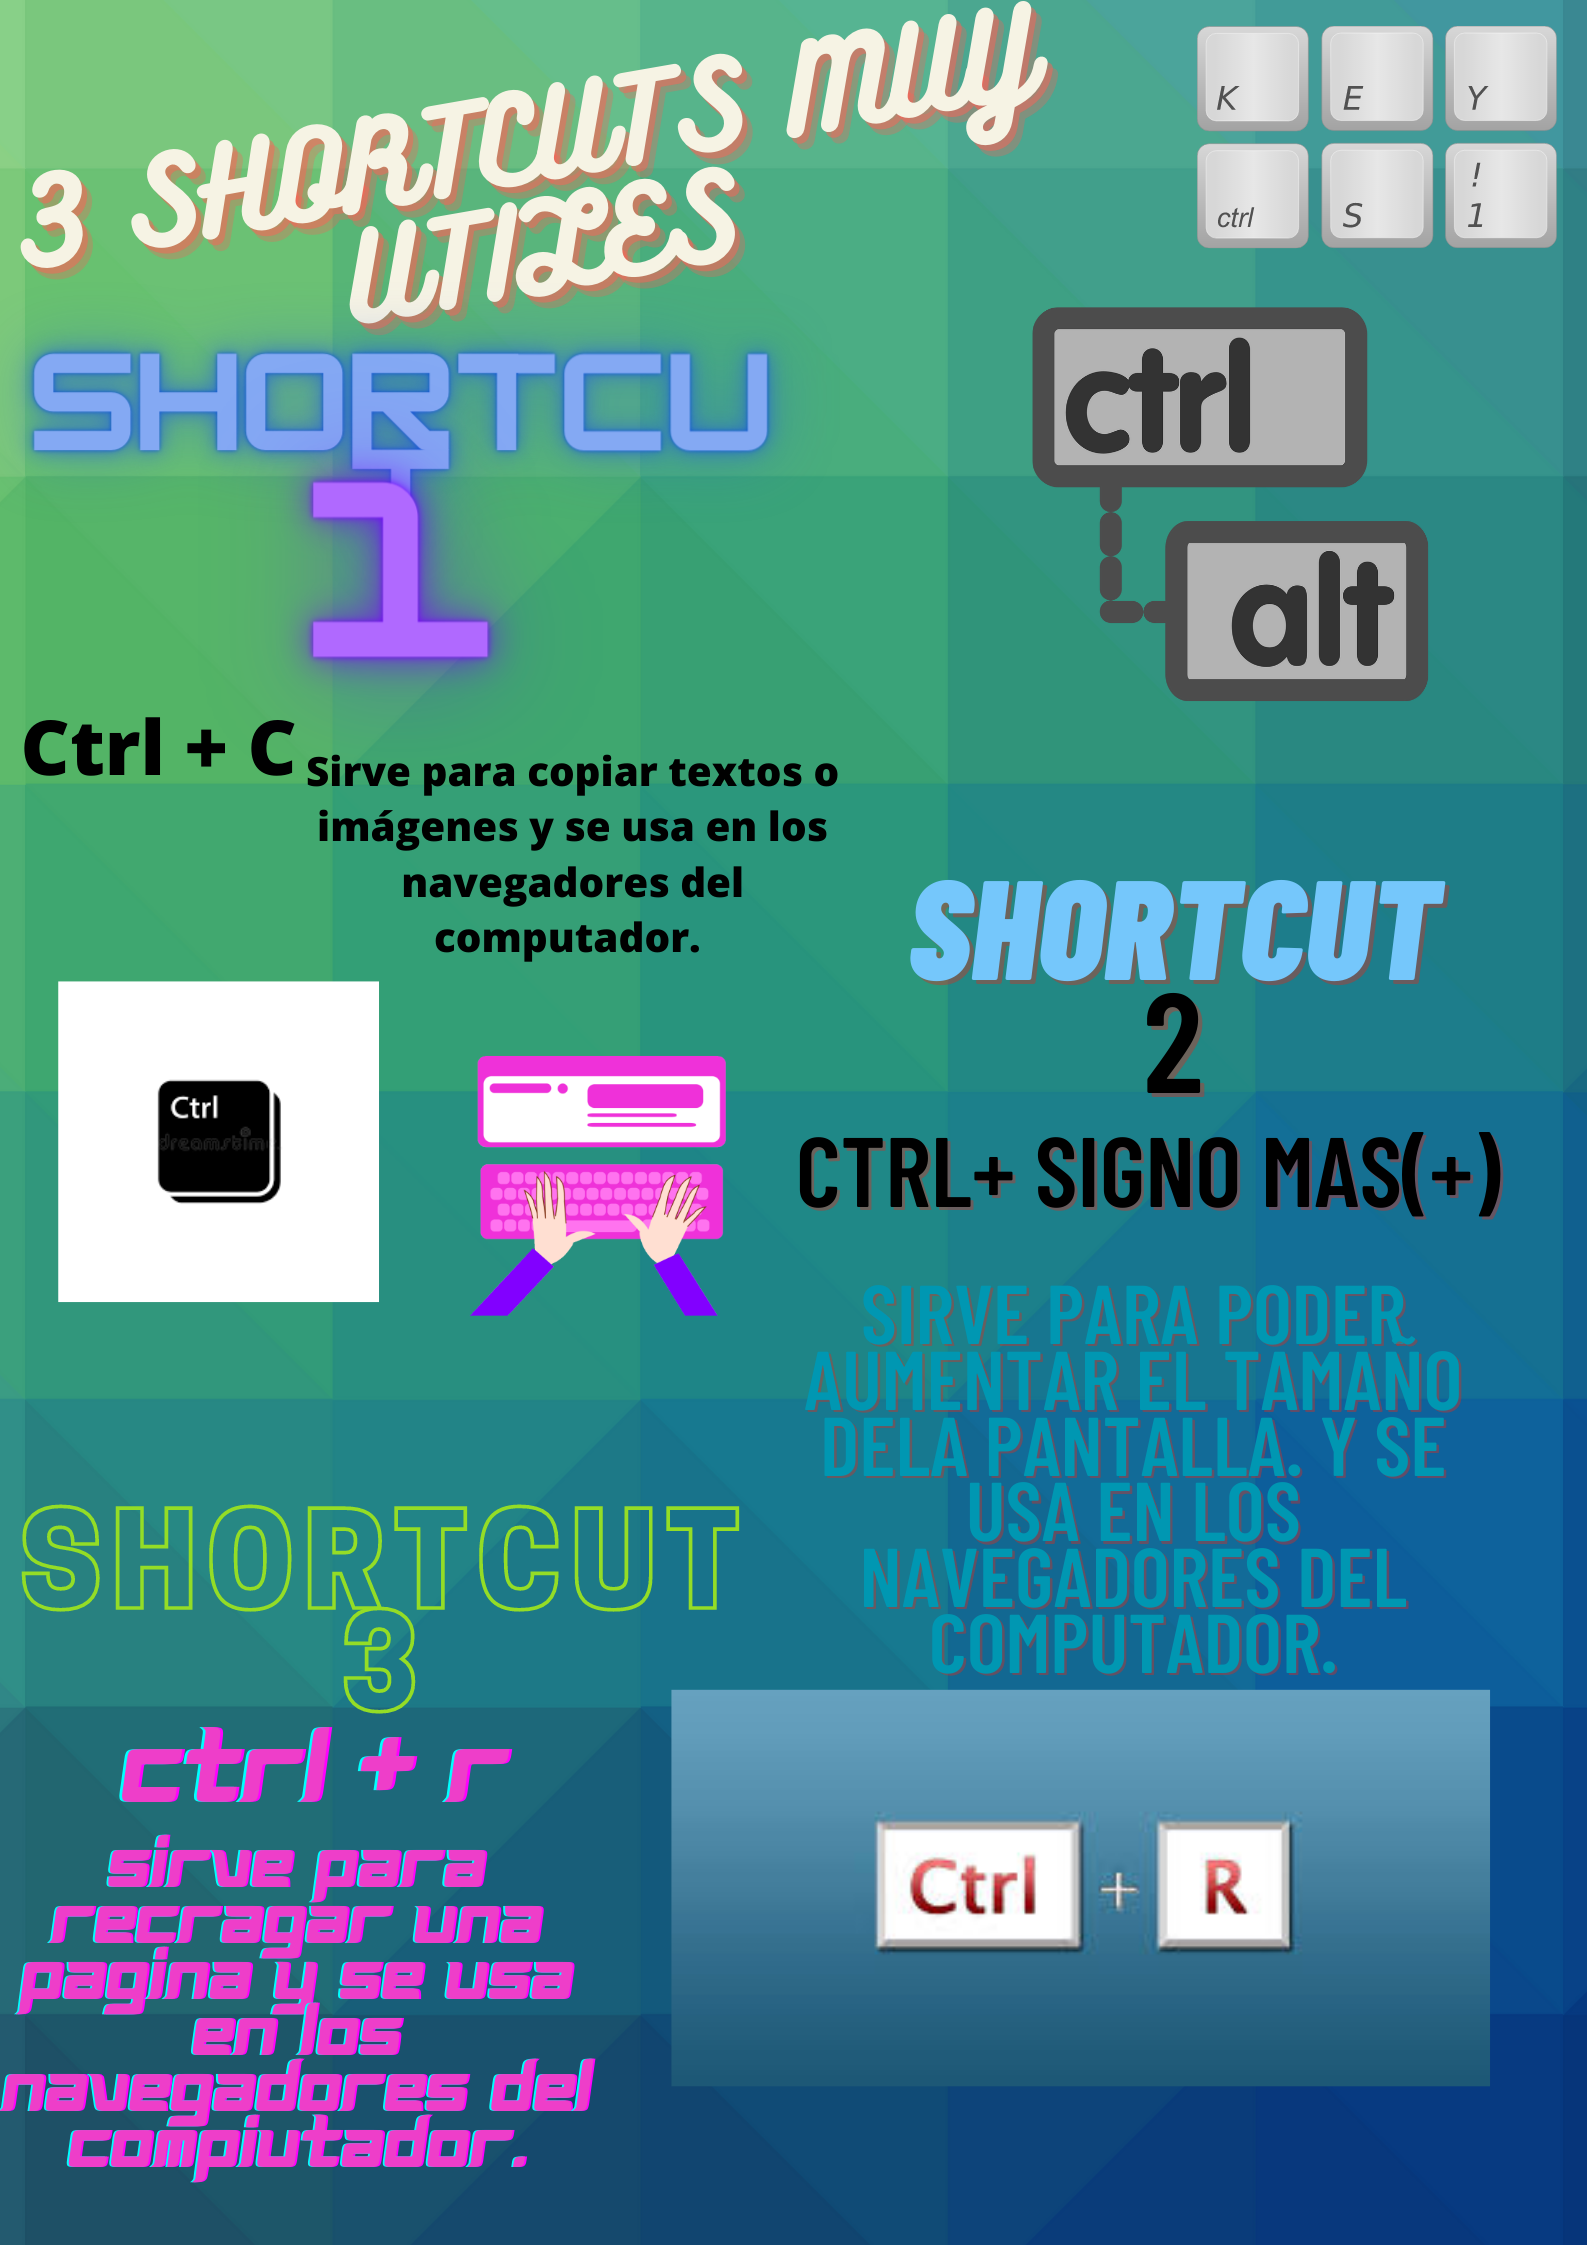 3 SHORTCUTS MUY
UTILES
K E Y
ctrl S ! 1
SHORTCU
T
1
ctrl
alt
Ctrl + C
Sirve para copiar textos o
imágenes y se usa en los
navegadores del
computador.
Ctrl
dreamstime
SHORTCUT
2
CTRL+ SIGNO MAS(+)
SIRVE PARA PODER
AUMENTAR EL TAMAÑO
DELA PANTALLA. Y SE
USA EN LOS
NAVEGADORES DEL
COMPUTADOR.
SHORTCUT
3
ctrl + r
sirve para
recragar una
pagina y se usa
en los
navegadores del
compiutador.
Ctrl + R